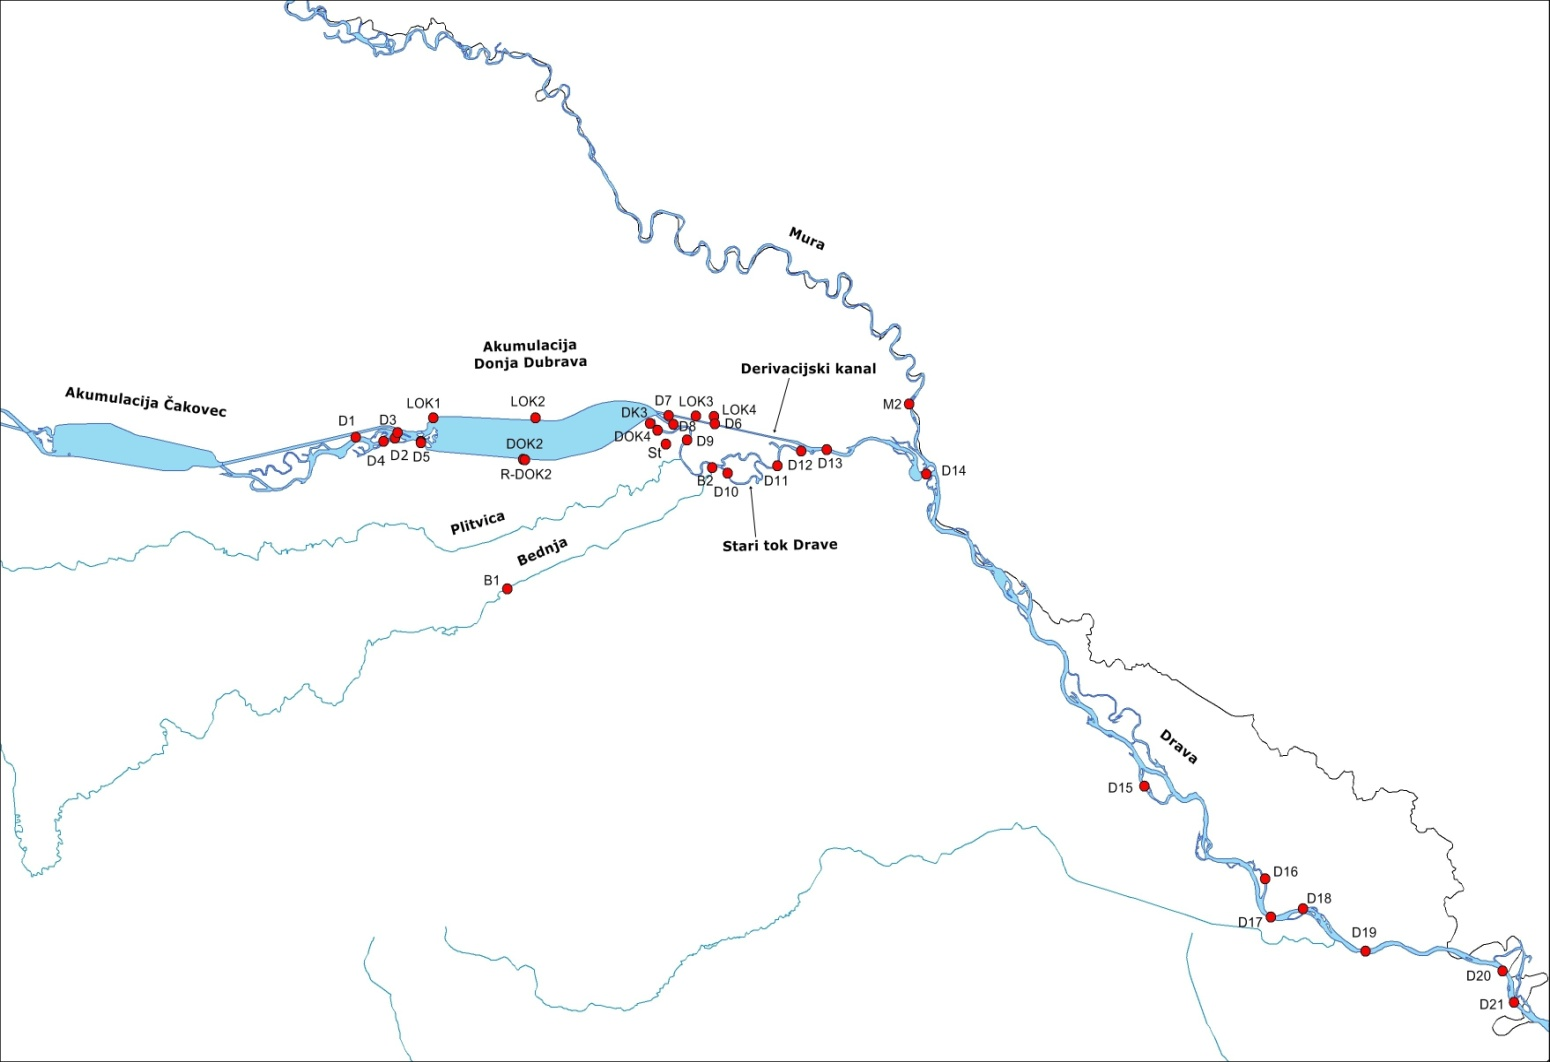 Mura
Akumulacija
Donja Dubrava
Derivacijski kanal
Akumulacija Čakovec
LOK1
LOK2
D7
LOK3
LOK4
M2
D1
D3
DK3
D8
D6
DOK4
D9
D4
D2
D5
DOK2
St
D12
D13
R-DOK2
B2
D10
D11
D14
Plitvica
Bednja
Stari tok Drave
B1
Drava
D15
D16
D17
D18
D19
D20
D21